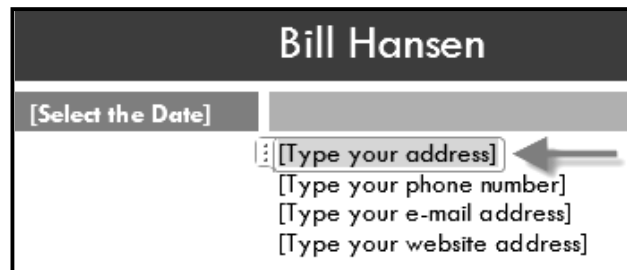 Bill Hansen
[Select the Date]
[Type your address]
[Type your phone number]
[Type your e-mail address]
[Type your website address]